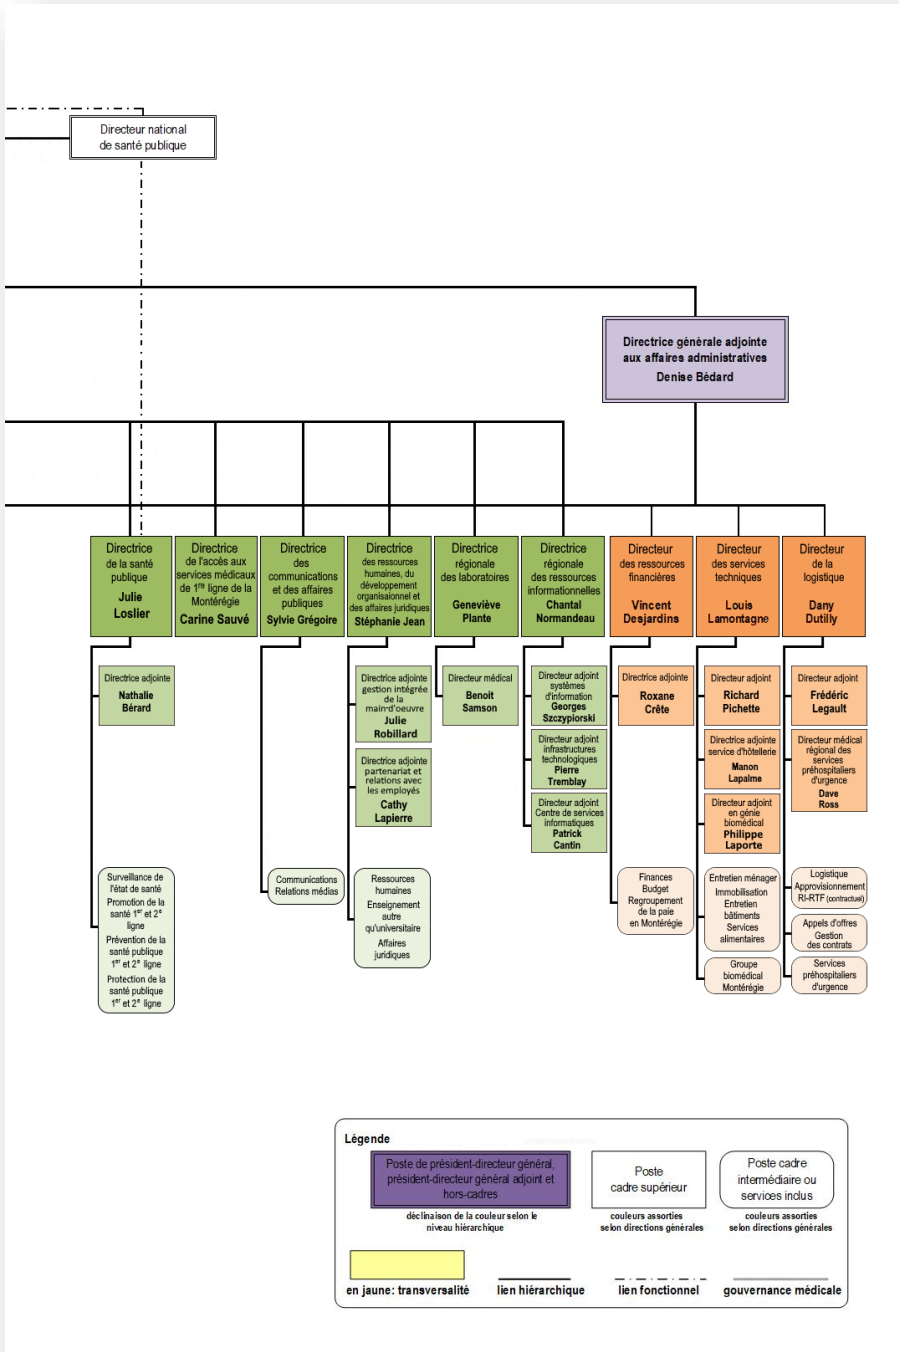 Directeur national
de santé publique
Directrice générale adjointe
aux affaires administratives
Denise Bédard
Directrice
de la santé
publique
Julie
Loslier
Directrice
de l'accès aux
services médicaux
de 1re ligne de la
Montérégie
Carine Sauvé
Directrice
des
communications
et des affaires
publiques
Sylvie Grégoire
Directrice
des ressources
humaines, du
développement
organisaionnel et
des affaires juridiques
Stéphanie Jean
Directrice
régionale
des laboratoires
Geneviève
Plante
Directrice
régionale
des ressources
informationnelles
Chantal
Normandeau
Directeur
des ressources
financières
Vincent
Desjardins
Directeur
des services
techniques
Louis
Lamontagne
Directeur
de la
logistique
Dany
Dutilly
Directrice adjointe
Nathalie
Bérard
Directrice adjointe
gestion intégrée
de la
main-d'oeuvre
Julie
Robillard
Directrice adjointe
partenariat et
relations avec
les employés
Cathy
Lapierre
Directeur médical
Benoit
Samson
Directeur adjoint
systèmes
d'information
Georges
Szczypiorski
Directeur adjoint
infrastructures
technologiques
Pierre
Tremblay
Directeur adjoint
Centre de services
informatiques
Patrick
Cantin
Directrice adjointe
Roxane
Crête
Directeur adjoint
Richard
Pichette
Directrice adjointe
service d'hôtellerie
Manon
Lapalme
Directeur adjoint
en génie
biomédical
Philippe
Laporte
Directeur adjoint
Frédéric
Legault
Directeur médical
régional des
services
préhospitaliers
d'urgence
Dave
Ross
Surveillance de
l'état de santé
Promotion de la
santé 1er et 2e
ligne
Prévention de la
santé publique
1er et 2e ligne
Protection de la
santé publique
1er et 2e ligne
Communications
Relations médias
Ressources
humaines
Enseignement
autre
qu'universitaire
Affaires
juridiques
Finances
Budget
Regroupement
de la paie
en Montérégie
Entretien ménager
Immobilisation
Entretien
bâtiments
Services
alimentaires
Groupe
biomédical
Montérégie
Logistique
Approvisionnement
RI-RTF (contractuel)
Appels d'offres
Gestion
des contrats
Services
préhospitaliers
d'urgence
Légende
Poste de président-directeur général,
président-directeur général adjoint et
hors-cadres
déclinaison de la couleur selon le
niveau hiérarchique
Poste
cadre supérieur
couleurs assorties
selon directions générales
Poste cadre
intermédiaire ou
services inclus
couleurs assorties
selon directions générales
en jaune: transversalité
lien hiérarchique
lien fonctionnel
gouvernance médicale